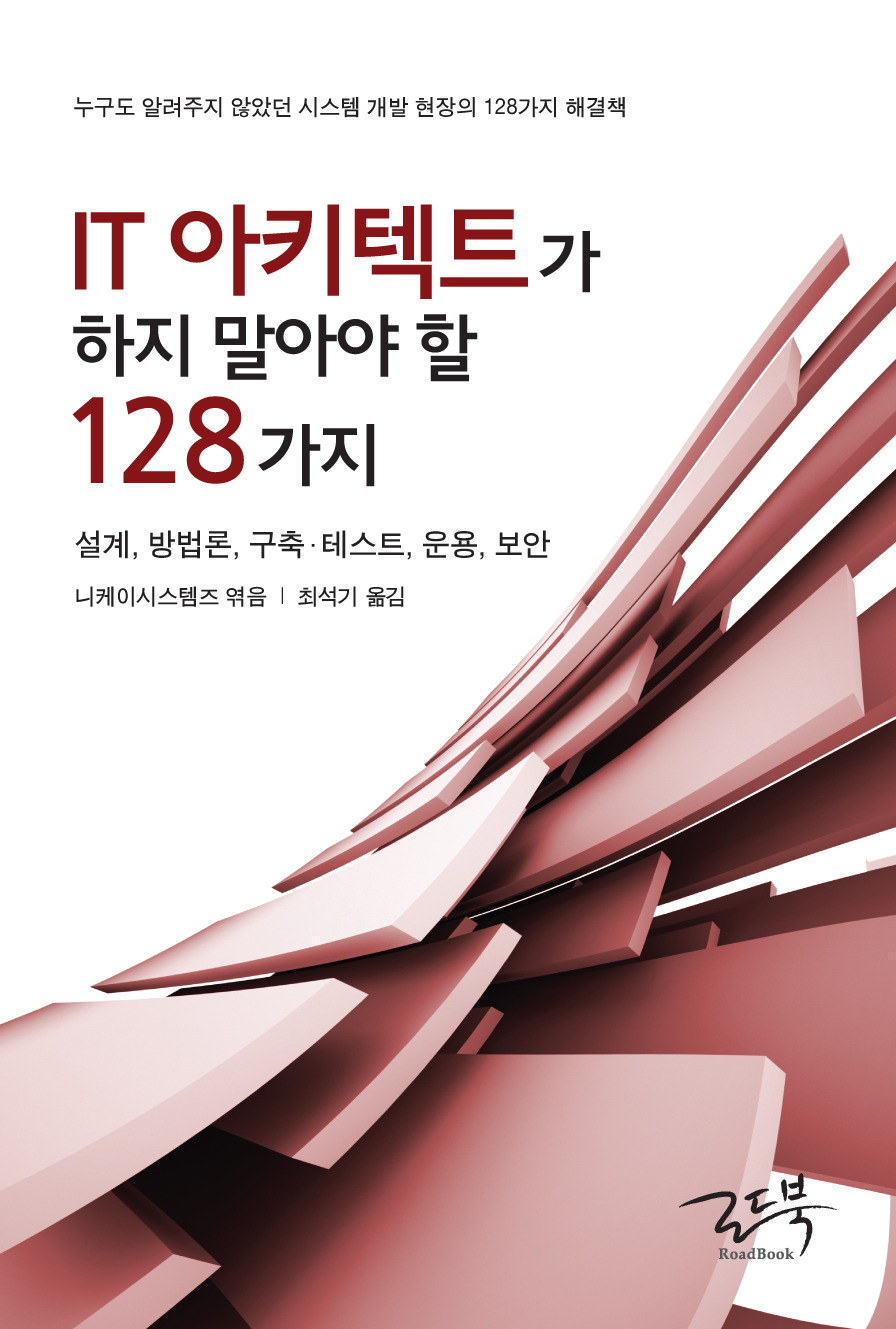 누구도 알려주지 않았던 시스템 개발 현장의 128가지 해결책
IT 아키텍트가
하지 말아야 할
128가지
설계, 방법론, 구축·테스트, 운용, 보안
니케이시스템즈 엮음 | 최석기 옮김
로드북
RoadBook